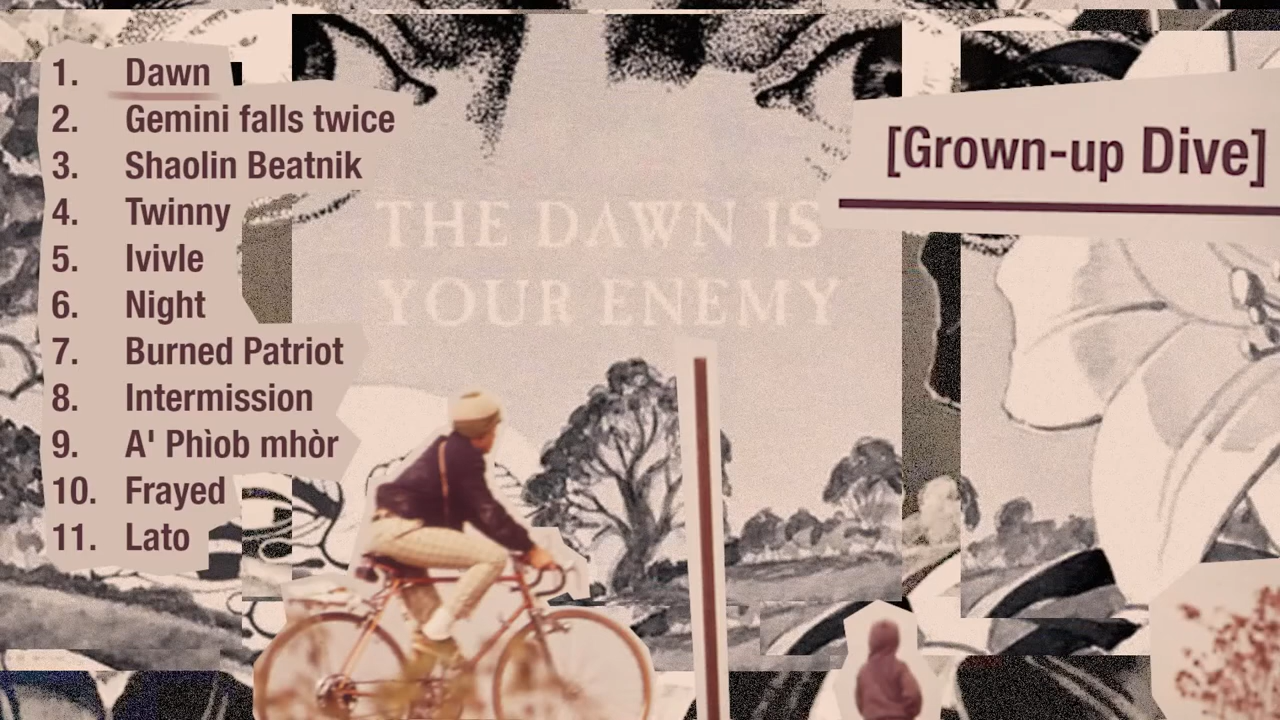 1. Dawn
2. Gemini falls twice
3. Shaolin Beatnik
4. Twinny
5. Ivivle
6. Night
7. Burned Patriot
8. Intermission
9. A' Phìob mhòr
10. Frayed
11. Lato
[Grown-up Dive]
THE DAWN IS
YOUR ENEMY